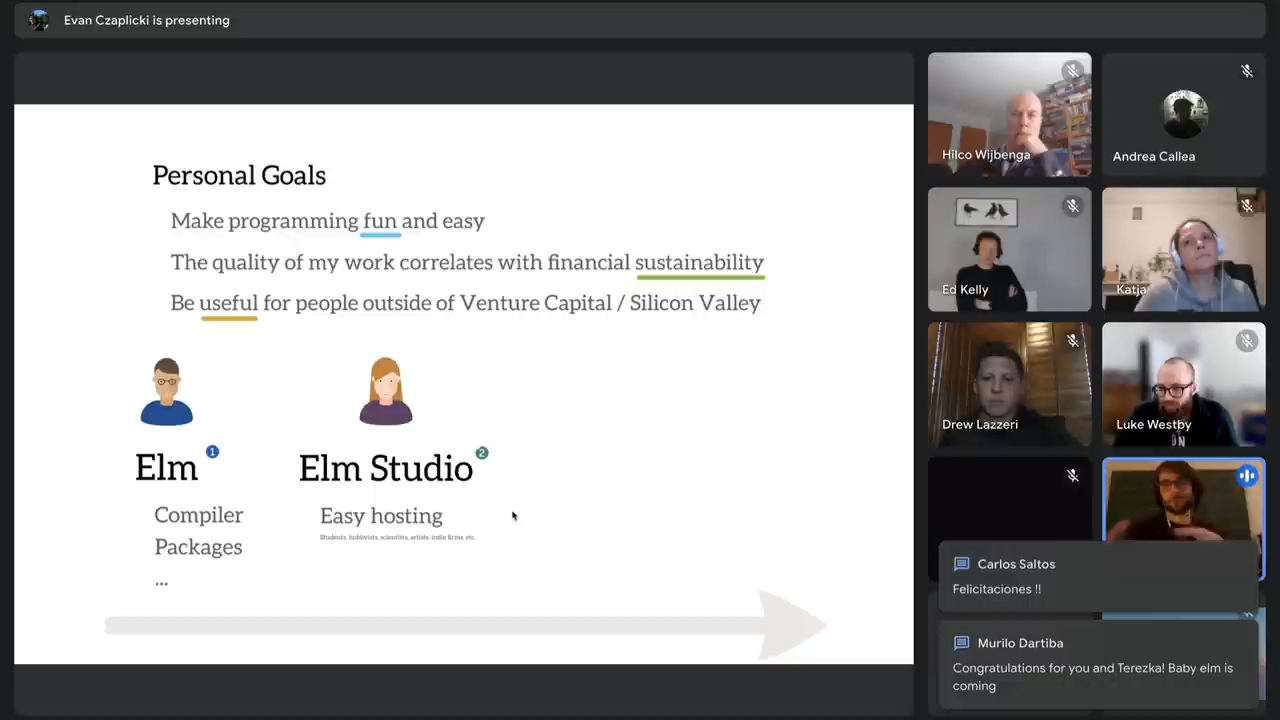 Evan Czaplicki is presenting
Personal Goals
Make programming fun and easy
The quality of my work correlates with financial sustainability
Be useful for people outside of Venture Capital / Silicon Valley
Elm 1
Elm Studio 2
Compiler
Packages
...
Easy hosting
Students, hobbyists, scientists, artists, indie firms, etc.
Hilco Wijbenga
Andrea Callea
Ed Kelly
Katja
Drew Lazzeri
Luke Westby
Carlos Saltos
Felicitaciones !!
Murilo Dartiba
Congratulations for you and Terezka! Baby elm is
coming